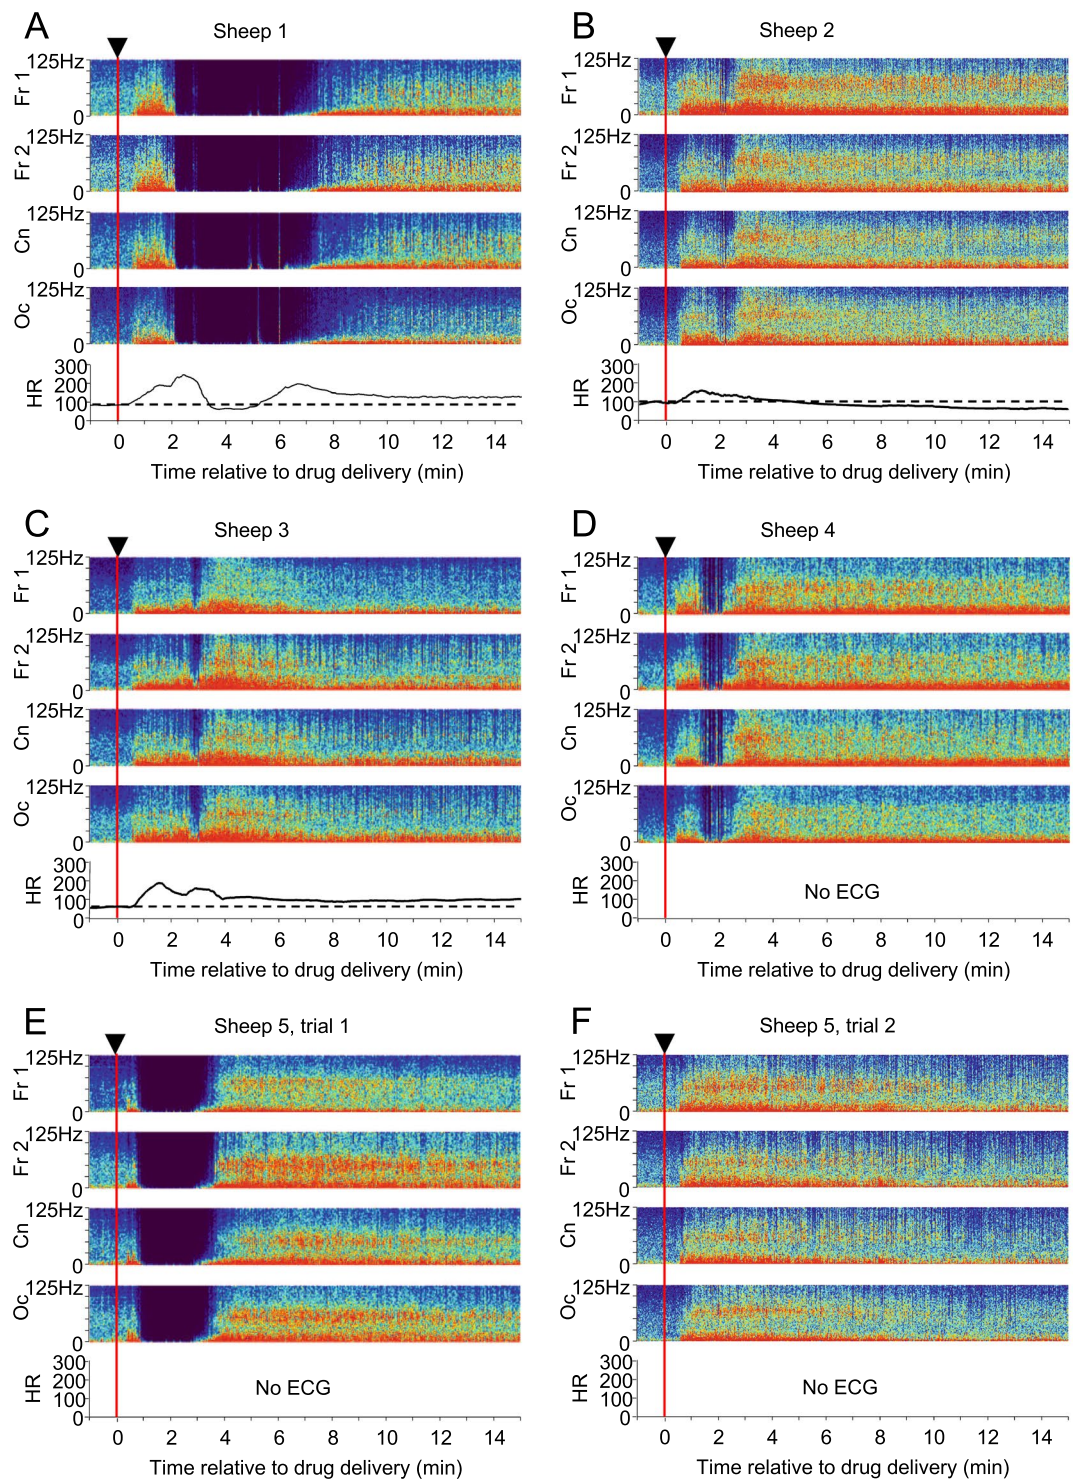 A
Sheep 1
125Hz
Fr 1
0
125Hz
Fr 2
0
125Hz
Cn
0
125Hz
Oc
0
300
200
100
0
HR
0 2 4 6 8 10 12 14
Time relative to drug delivery (min)
B
Sheep 2
125Hz
Fr 1
0
125Hz
Fr 2
0
125Hz
Cn
0
125Hz
Oc
0
300
200
100
0
HR
0 2 4 6 8 10 12 14
Time relative to drug delivery (min)
C
Sheep 3
125Hz
Fr 1
0
125Hz
Fr 2
0
125Hz
Cn
0
125Hz
Oc
0
300
200
100
0
HR
0 2 4 6 8 10 12 14
Time relative to drug delivery (min)
D
Sheep 4
125Hz
Fr 1
0
125Hz
Fr 2
0
125Hz
Cn
0
125Hz
Oc
0
300
200
100
0
HR
No ECG
0 2 4 6 8 10 12 14
Time relative to drug delivery (min)
E
Sheep 5, trial 1
125Hz
Fr 1
0
125Hz
Fr 2
0
125Hz
Cn
0
125Hz
Oc
0
300
200
100
0
HR
No ECG
0 2 4 6 8 10 12 14
Time relative to drug delivery (min)
F
Sheep 5, trial 2
125Hz
Fr 1
0
125Hz
Fr 2
0
125Hz
Cn
0
125Hz
Oc
0
300
200
100
0
HR
No ECG
0 2 4 6 8 10 12 14
Time relative to drug delivery (min)